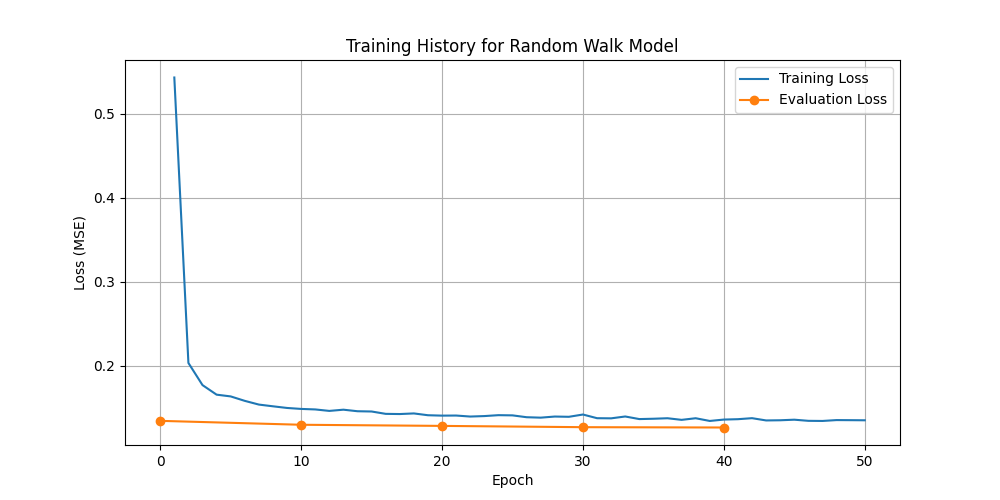 Training History for Random Walk Model
Training Loss
Evaluation Loss
0.5
0.4
0.3
0.2
Loss (MSE)
0 10 20 30 40 50
Epoch